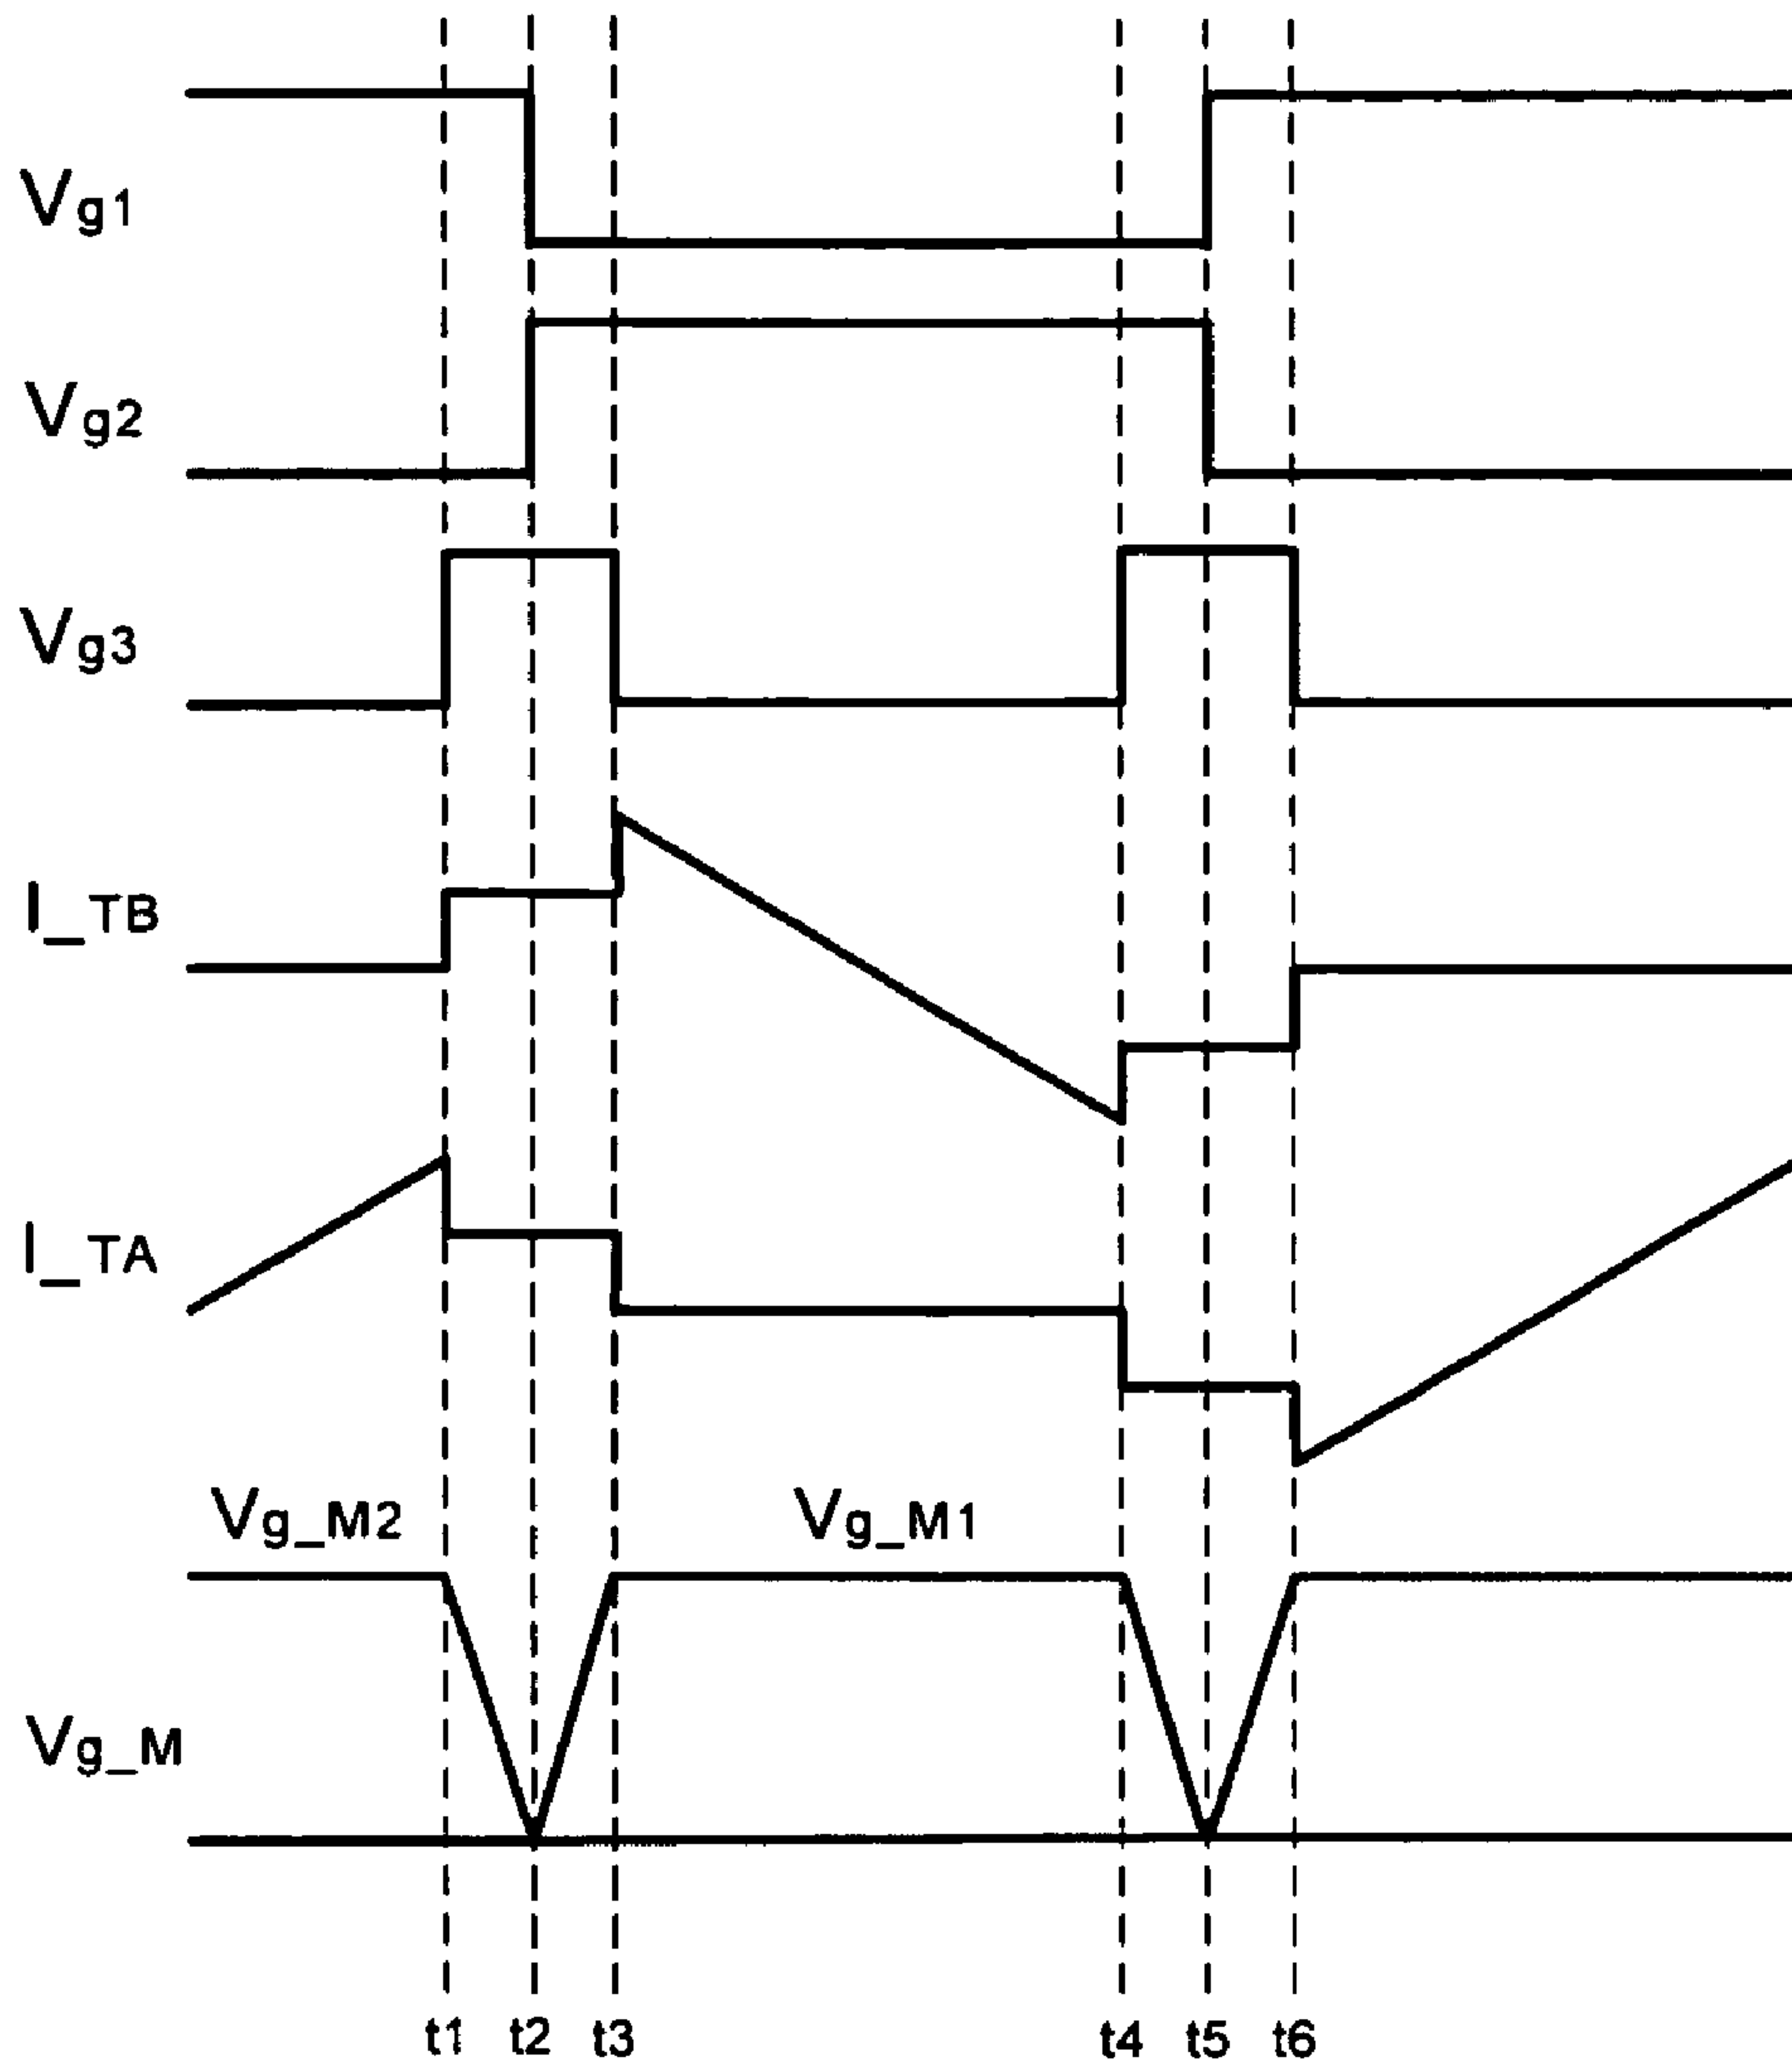 Vg1
Vg2
Vg3
I_TB
I_TA
Vg_M2 Vg_M1
Vg_M
t1 t2 t3 t4 t5 t6